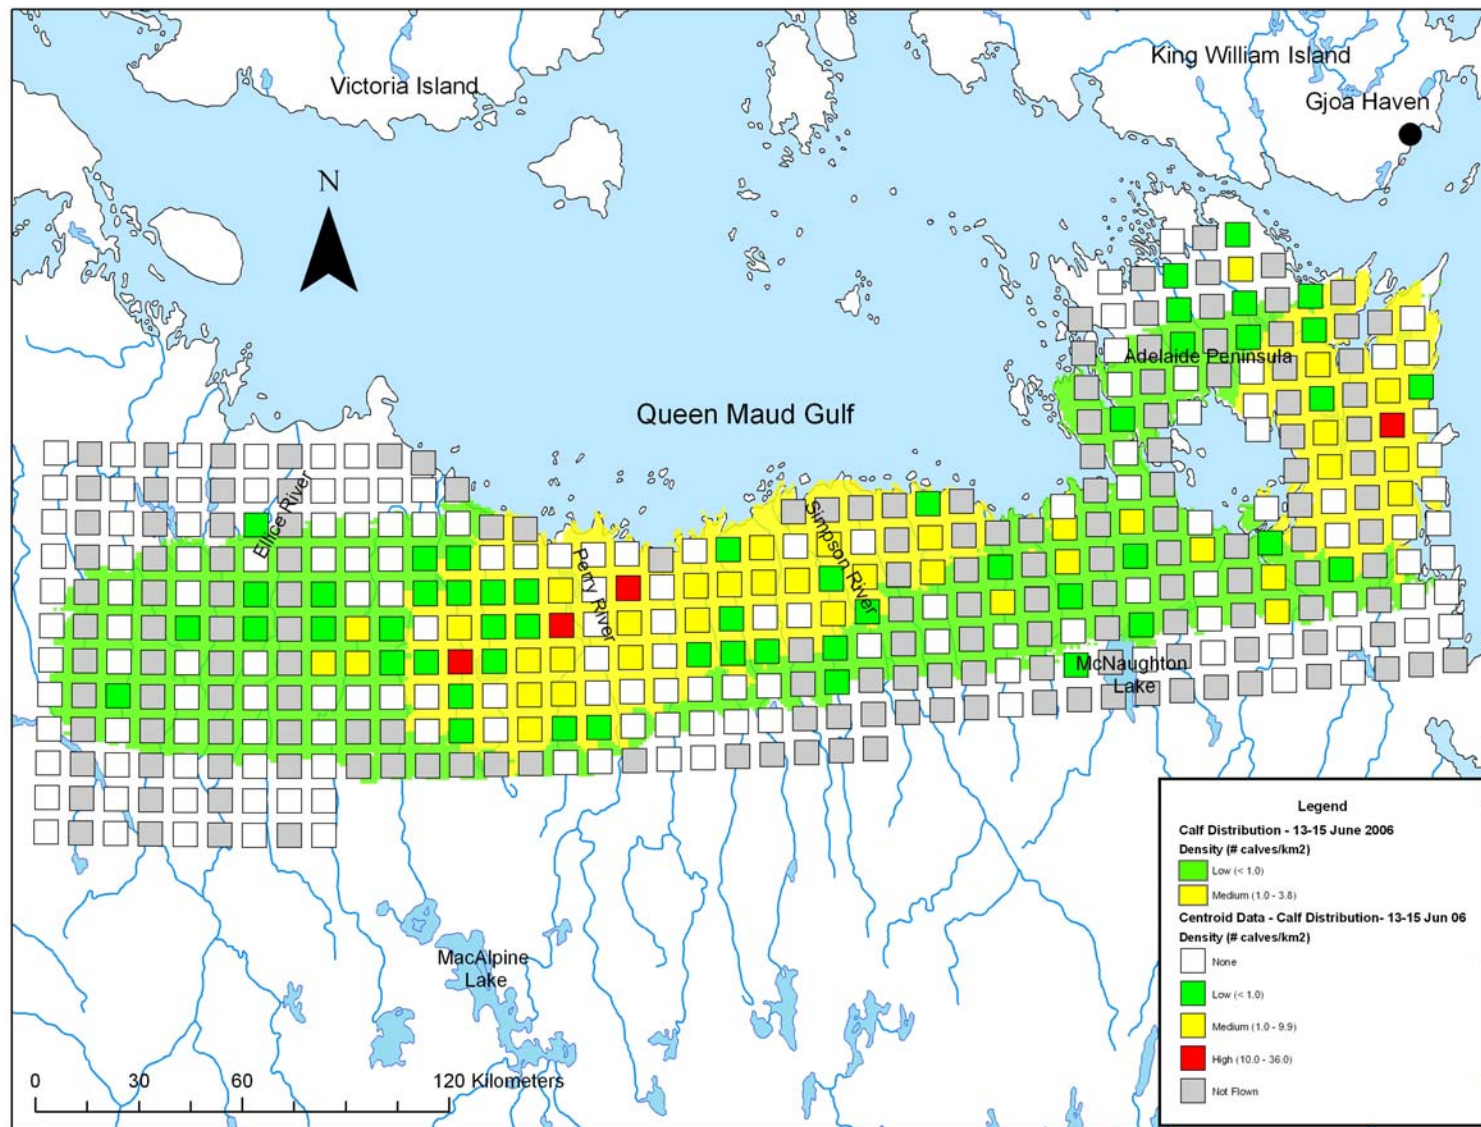 King William Island
Victoria Island
Gjoa Haven
N
Adelaide Peninsula
Queen Maud Gulf
Ellice River
Perry River
Simpson River
McNaughton
Lake
MacAlpine
Lake
0 30 60 120 Kilometers
Legend
Calf Distribution - 13-15 June 2006
Density (# calves/km2)
Low (< 1.0)
Medium (1.0 - 3.8)
Centroid Data - Calf Distribution- 13-15 Jun 06
Density (# calves/km2)
None
Low (< 1.0)
Medium (1.0 - 9.9)
High (10.0 - 36.0)
Not Flown